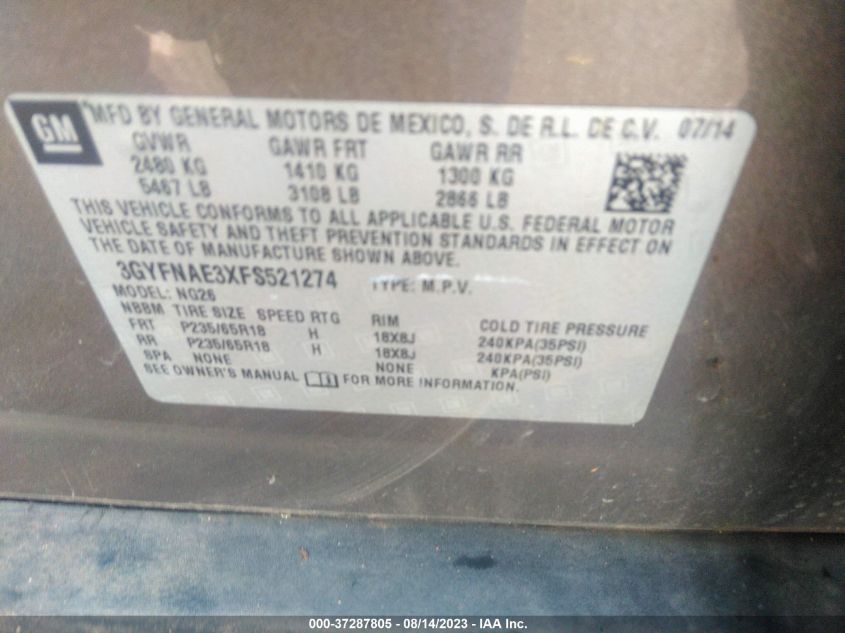 GM
MFD BY GENERAL MOTORS DE MEXICO, S. DE R.L. DE C.V. 07/14
GVWR GAWR FRT GAWR RR
2480 KG 1410 KG 1300 KG
5467 LB 3108 LB 2866 LB
THIS VEHICLE CONFORMS TO ALL APPLICABLE U.S. FEDERAL MOTOR
VEHICLE SAFETY AND THEFT PREVENTION STANDARDS IN EFFECT ON
THE DATE OF MANUFACTURE SHOWN ABOVE.
3GYFNAE3XFS521274 TYPE: M.P.V.
MODEL: NG26
NBBM TIRE SIZE SPEED RTG RIM COLD TIRE PRESSURE
FRT P235/65R18 H 18X8J 240KPA(35PSI)
RR P235/65R18 H 18X8J 240KPA(35PSI)
SPA NONE NONE KPA(PSI)
SEE OWNER'S MANUAL FOR MORE INFORMATION.
000-37287805 - 08/14/2023 - IAA Inc.